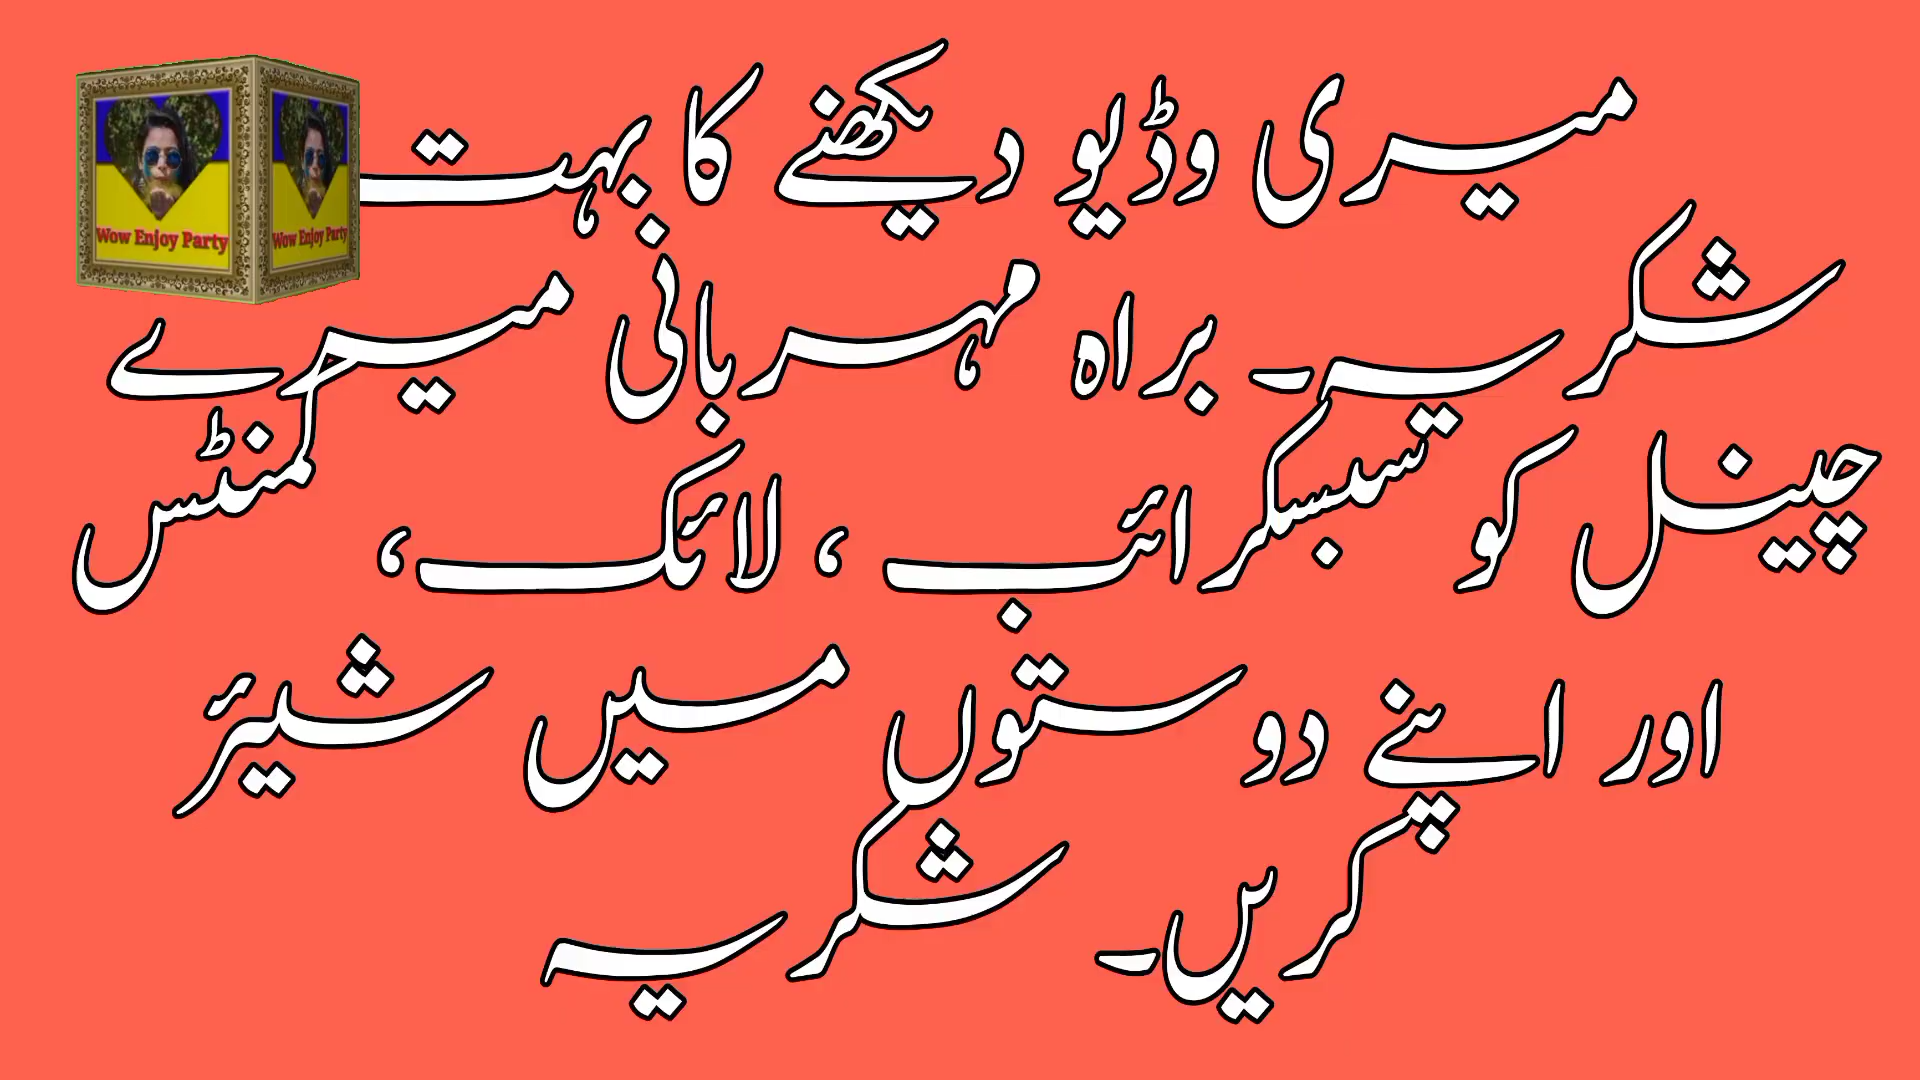 Wow Enjoy Party
Wow Enjoy Party
میری وڈیو دیکھنے کا بہت
شکریہ۔ براہ مہربانی میرے
چینل کو سبسکرائب ، لائک، کمنٹس
اور اپنے دوستوں میں شیئر
کریں۔ شکریہ